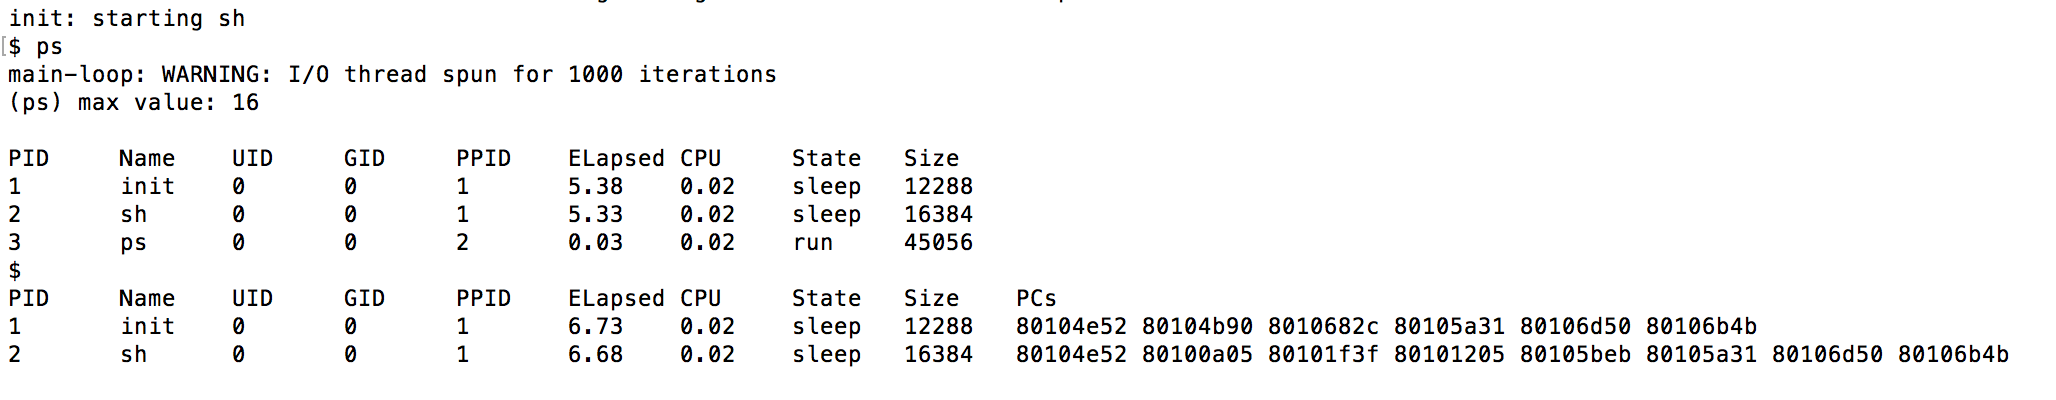 init: starting sh
$ ps
main-loop: WARNING: I/O thread spun for 1000 iterations
(ps) max value: 16
PID Name UID GID PPID ELapsed CPU State Size
1 init 0 0 1 5.38 0.02 sleep 12288
2 sh 0 0 1 5.33 0.02 sleep 16384
3 ps 0 0 2 0.03 0.02 run 45056
$
PID Name UID GID PPID ELapsed CPU State Size PCs
1 init 0 0 1 6.73 0.02 sleep 12288 80104e52 80104b90 8010682c 80105a31 80106d50 80106b4b
2 sh 0 0 1 6.68 0.02 sleep 16384 80104e52 80100a05 80101f3f 80101205 80105beb 80105a31 80106d50 80106b4b